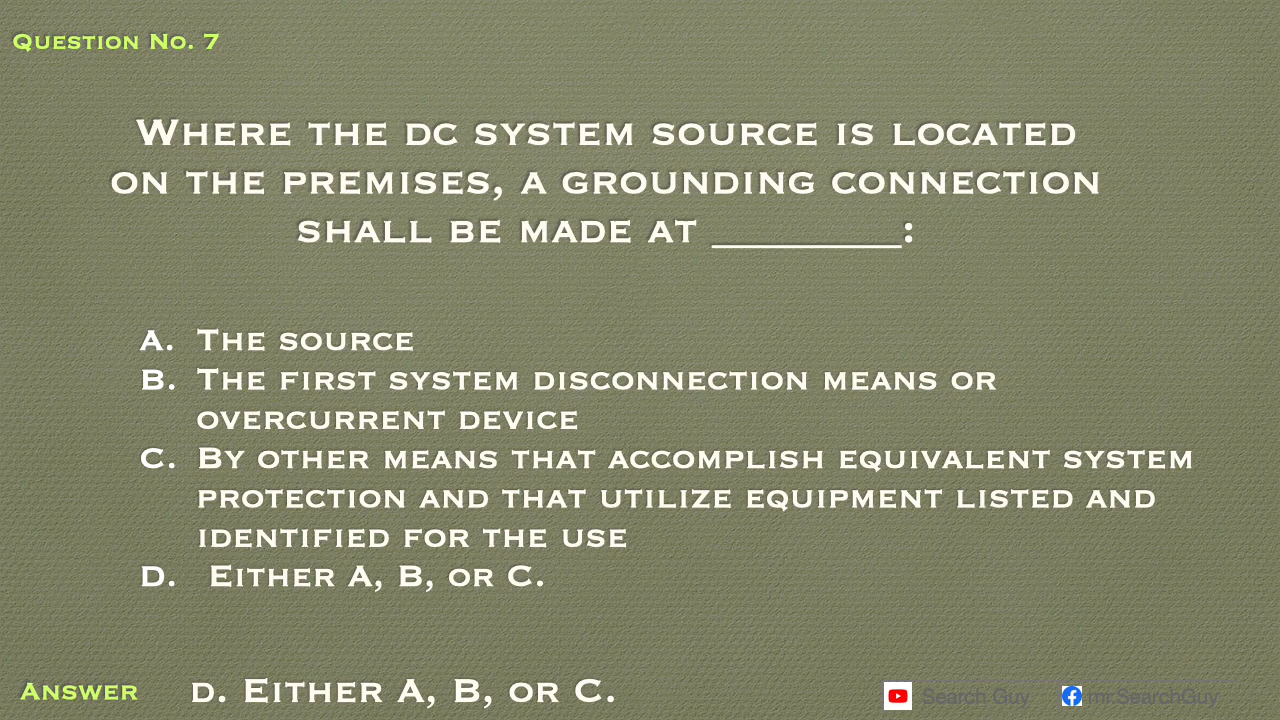 Question No. 7
Where the dc system source is located
on the premises, a grounding connection
shall be made at _________:
A. The source
B. The first system disconnection means or
overcurrent device
C. By other means that accomplish equivalent system
protection and that utilize equipment listed and
identified for the use
D. Either A, B, or C.
Answer d. Either A, B, or C.
Search Guy mr.SearchGuy